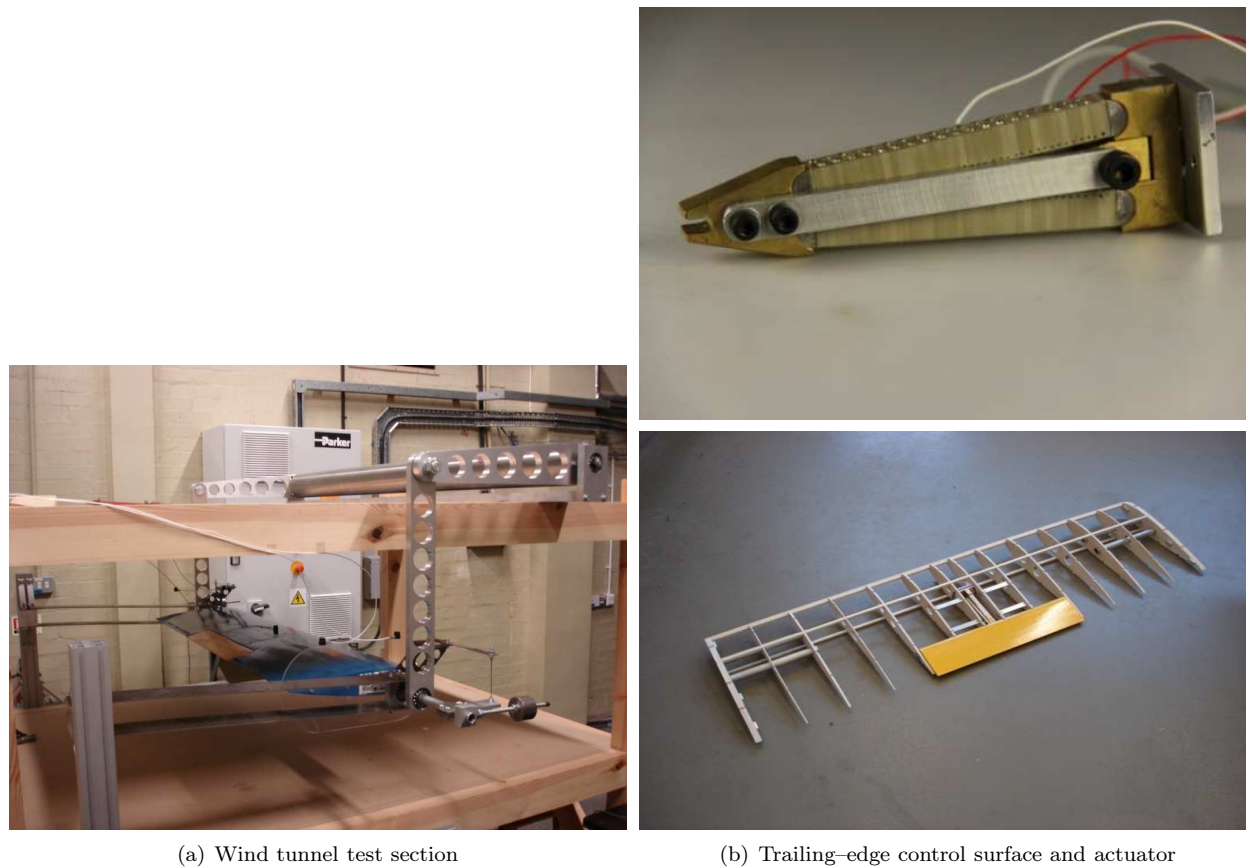 Parker
(a) Wind tunnel test section
(b) Trailing–edge control surface and actuator